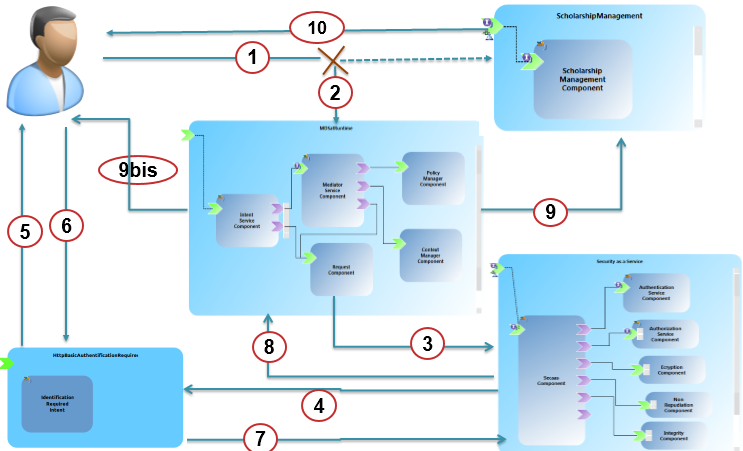 10
ScholarshipManagement
1
Scholarship
Management
Component
2
Mediator
Service
Component
Policy
Manager
Component
9bis
Intent
Service
Component
5
6
9
Request
Component
Context
Manager
Component
Security as a Service
Authentication
Service
Component
Authorization
Service
Component
3
8
HttpBasicAuthentificationRequire
Secaas
Component
Ecryption
Component
Identification
Required
Intent
4
Non
Repudiation
Component
7
Integrity
Component